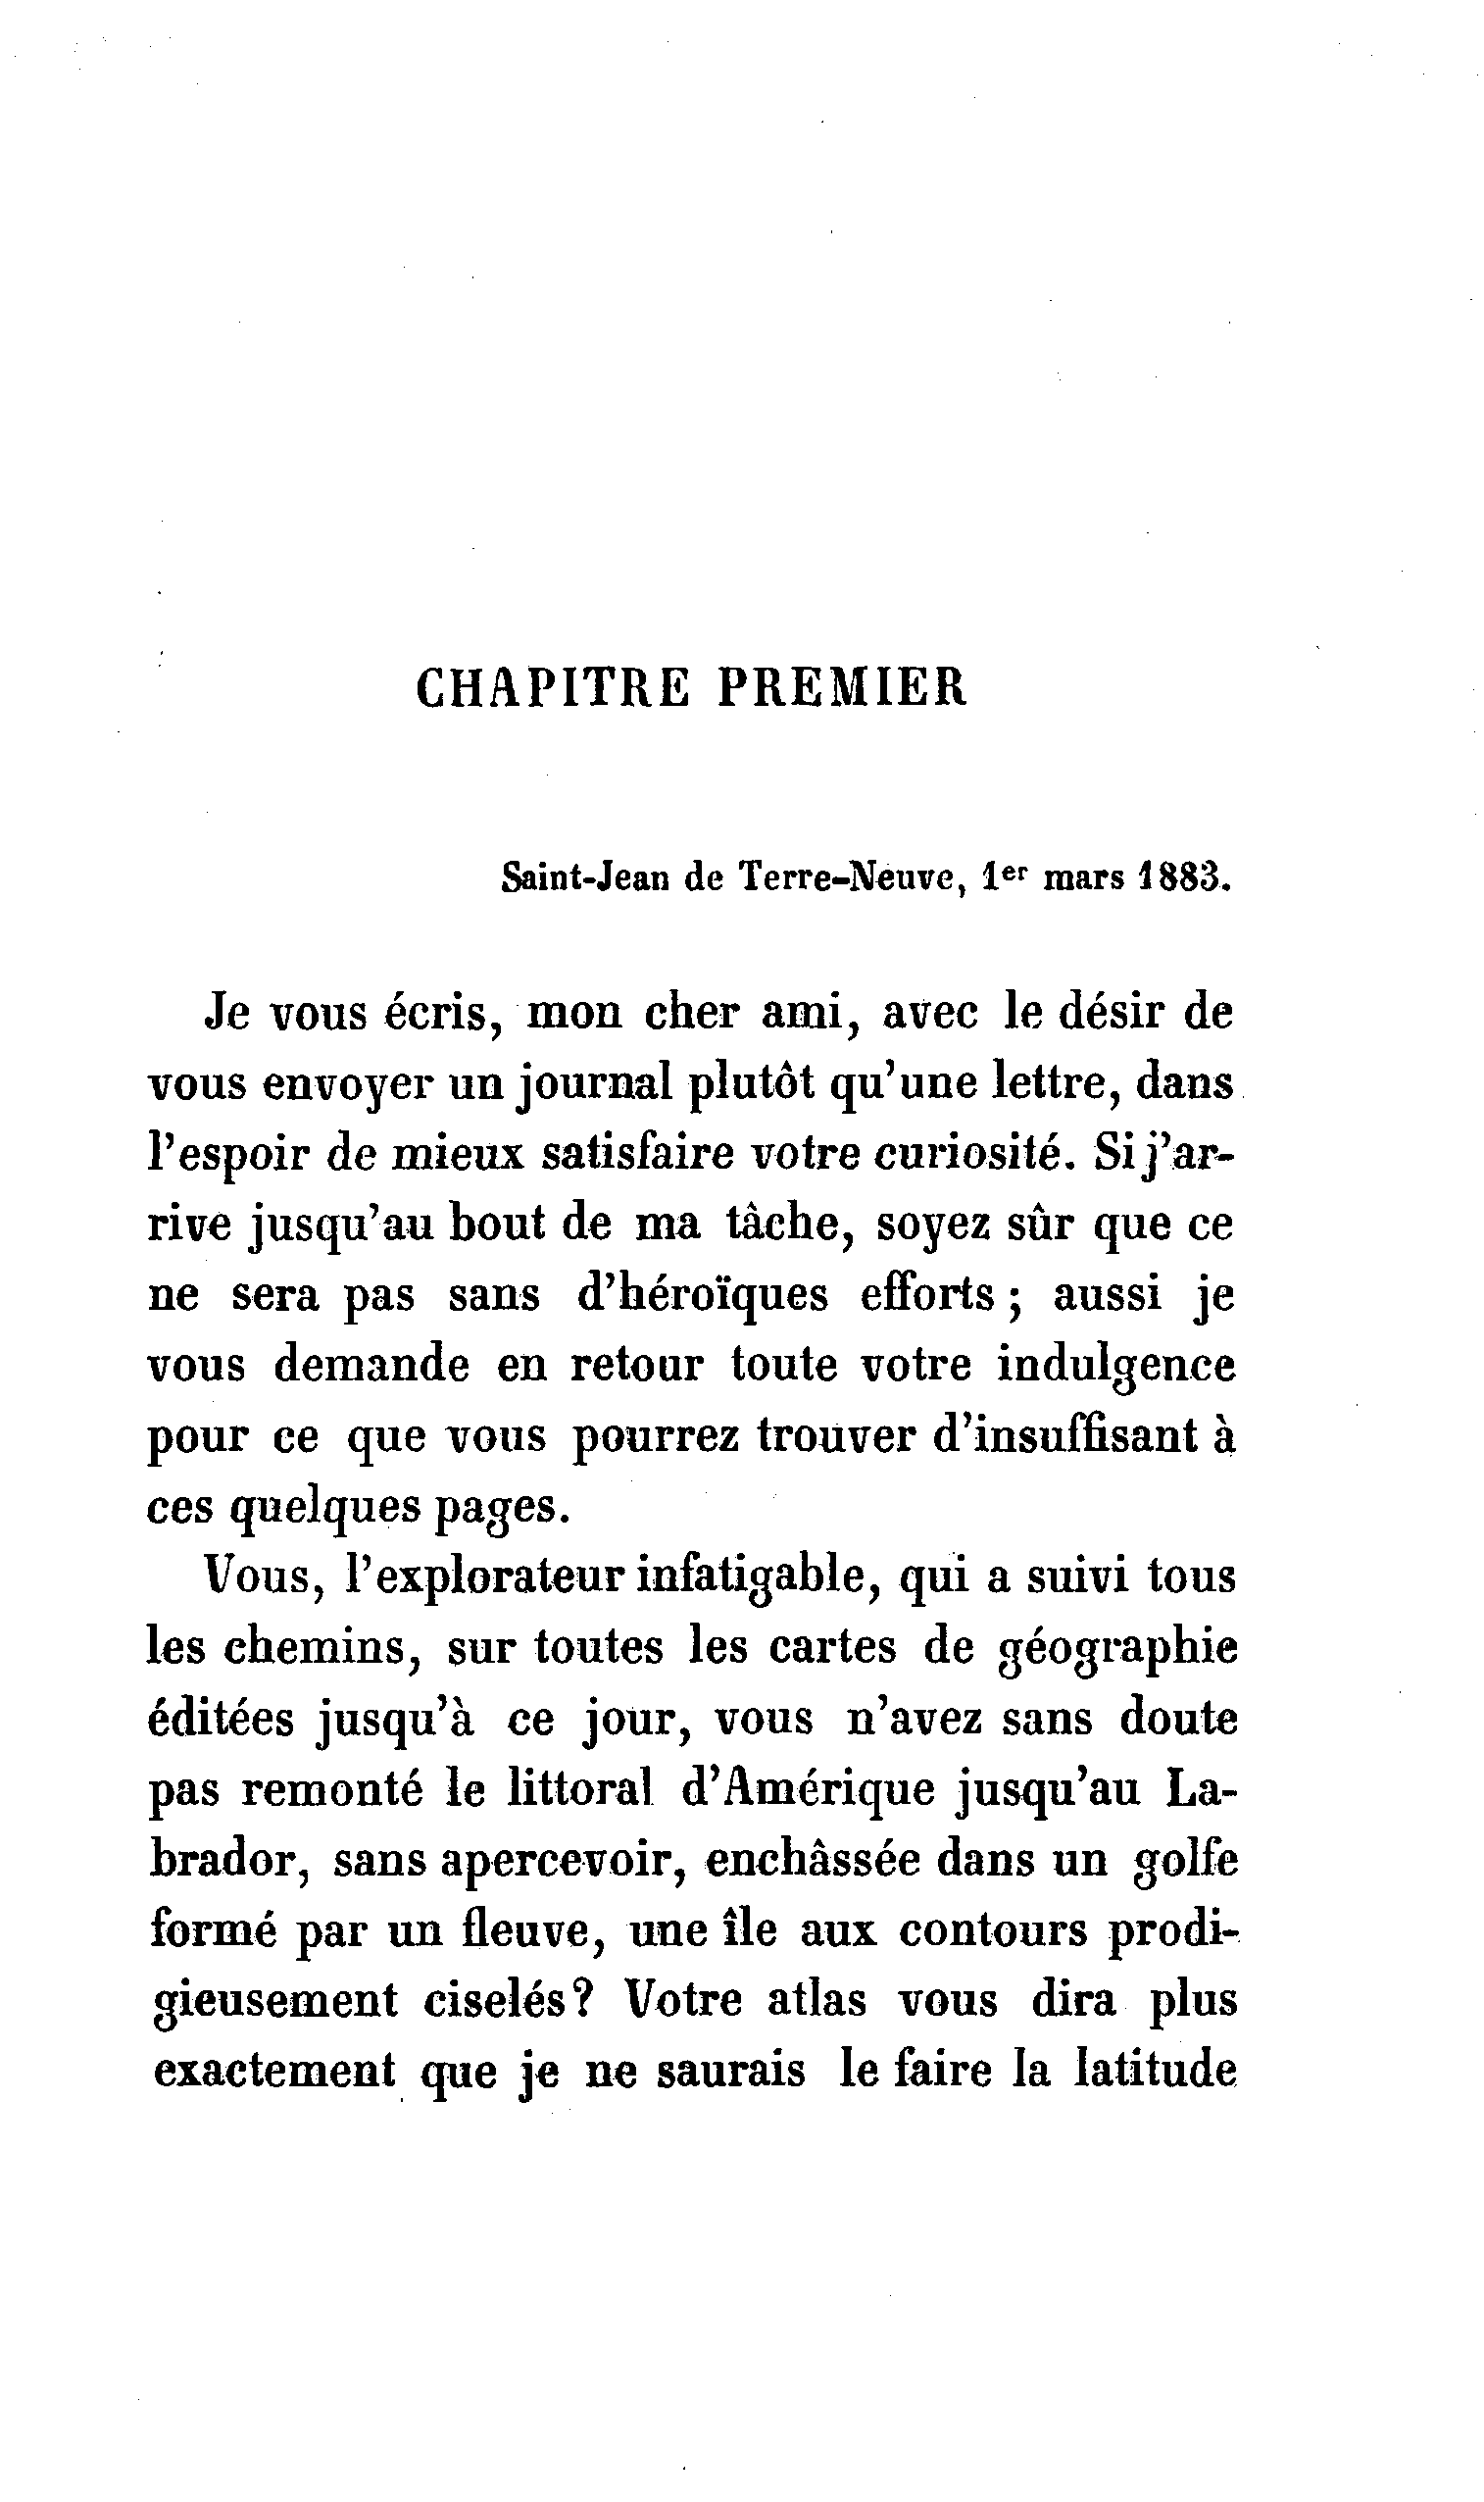 CHAPITRE PREMIER
Saint-Jean de Terre-Neuve, 1er mars 1883.
Je vous écris, mon cher ami, avec le désir de
vous envoyer un journal plutôt qu'une lettre, dans
l'espoir de mieux satisfaire votre curiosité. Si j'ar-
rive jusqu'au bout de ma tâche, soyez sûr que ce
ne sera pas sans d'héroïques efforts ; aussi je
vous demande en retour toute votre indulgence
pour ce que vous pourrez trouver d'insuffisant à
ces quelques pages.
Vous, l'explorateur infatigable, qui a suivi tous
les chemins, sur toutes les cartes de géographie
éditées jusqu'à ce jour, vous n'avez sans doute
pas remonté le littoral d'Amérique jusqu'au La-
brador, sans apercevoir, enchâssée dans un golfe
formé par un fleuve, une île aux contours prodi-
gieusement ciselés? Votre atlas vous dira plus
exactement que je ne saurais le faire la latitude